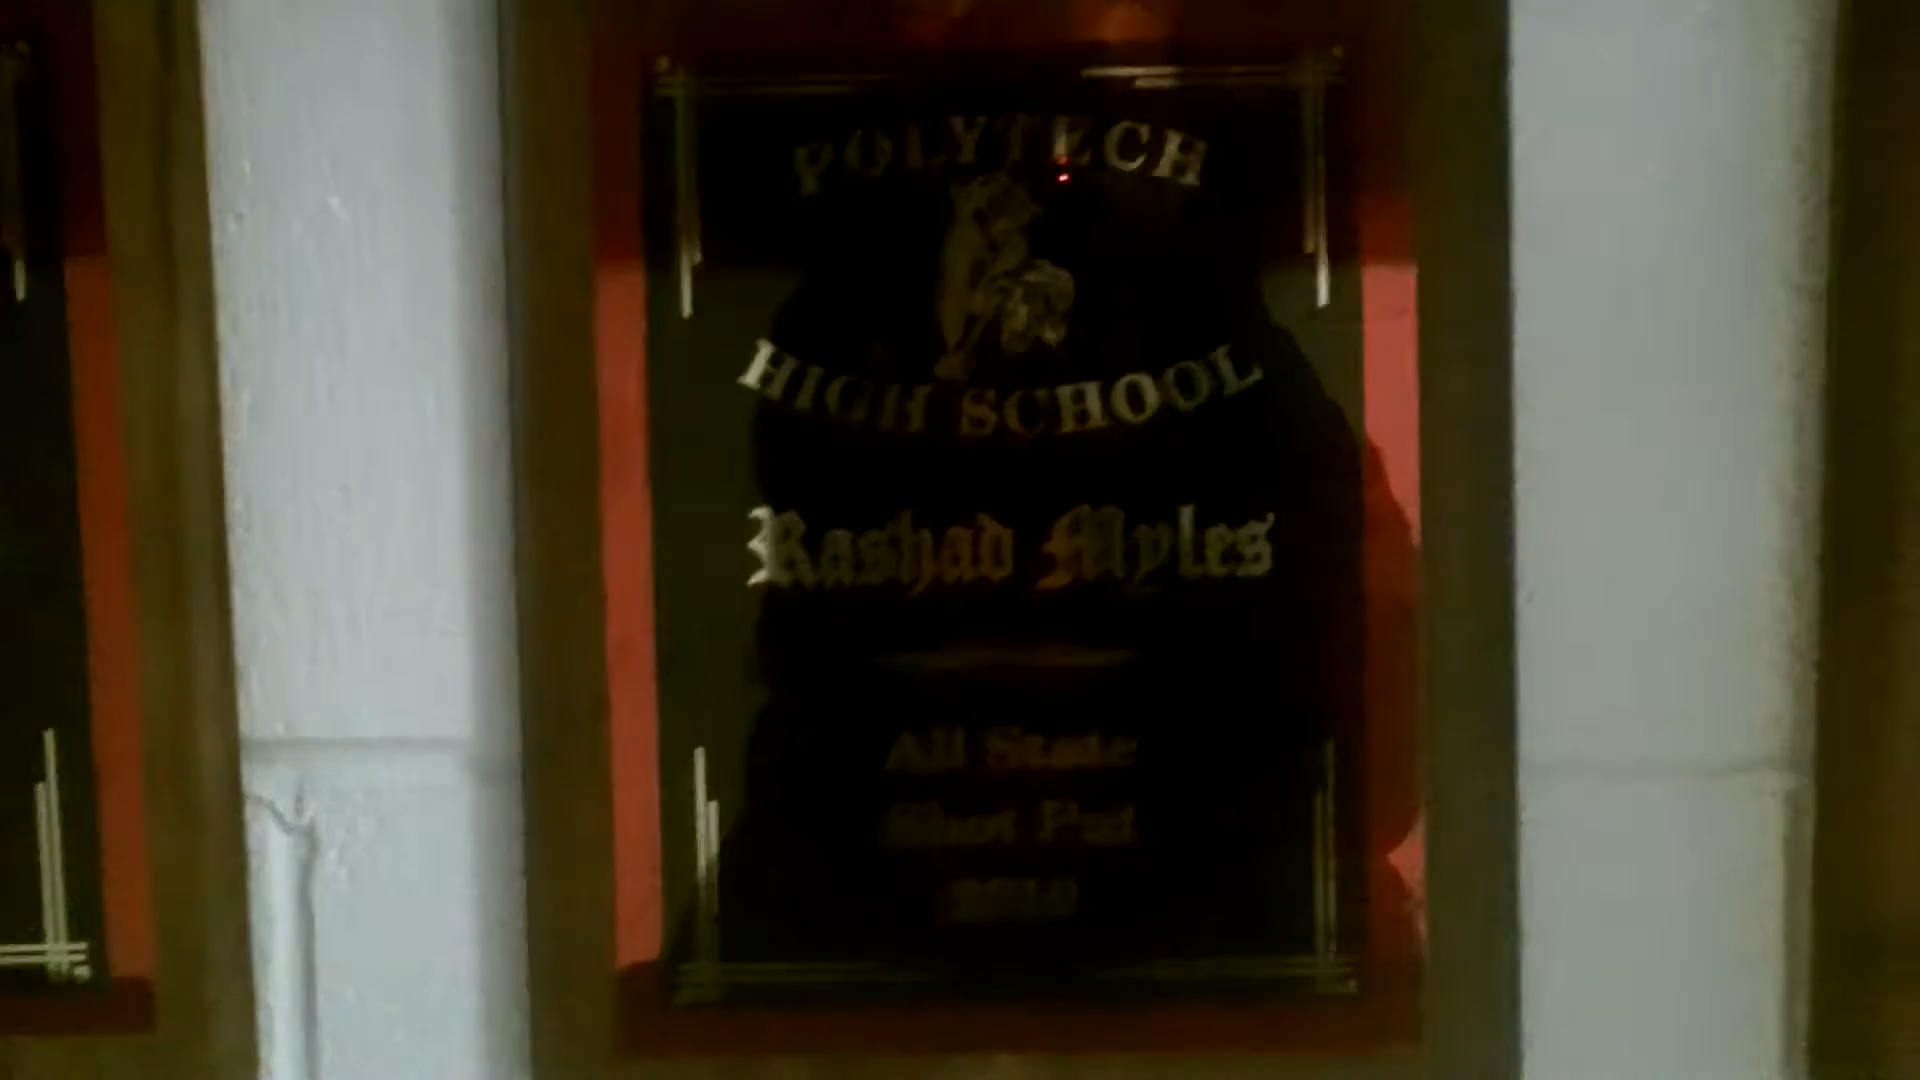 POLYTECH
HIGH SCHOOL
Rashad Myles
All State
Shot Put